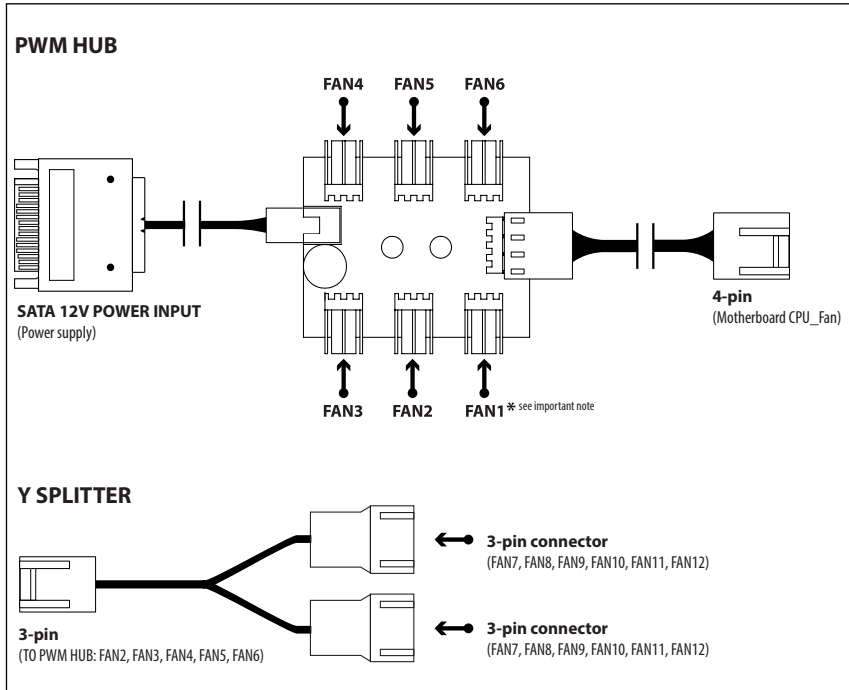 PWM HUB
FAN4 FAN5 FAN6
SATA 12V POWER INPUT
(Power supply)
4-pin
(Motherboard CPU_Fan)
FAN3 FAN2 FAN1 * see important note
Y SPLITTER
3-pin connector
(FAN7, FAN8, FAN9, FAN10, FAN11, FAN12)
3-pin
(TO PWM HUB: FAN2, FAN3, FAN4, FAN5, FAN6)
3-pin connector
(FAN7, FAN8, FAN9, FAN10, FAN11, FAN12)